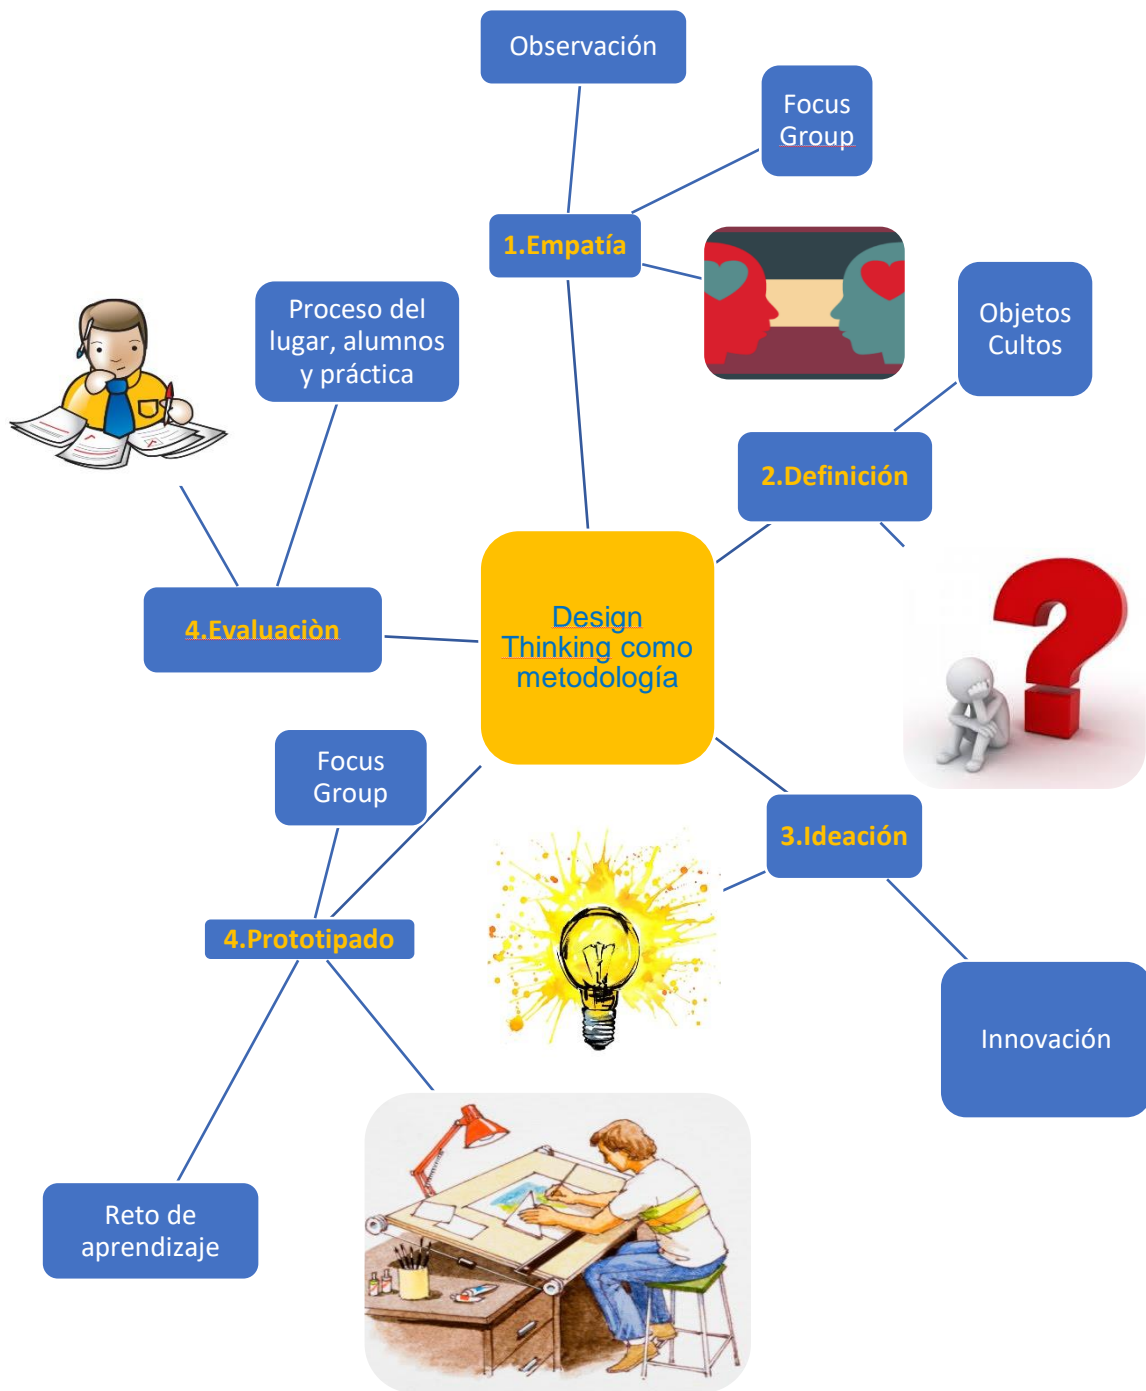 Observación
Focus
Group
1.Empatía
Objetos
Cultos
2.Definición
Proceso del
lugar, alumnos
y práctica
4.Evaluaciòn
Design
Thinking como
metodología
3.Ideación
Innovación
Focus
Group
4.Prototipado
Reto de
aprendizaje